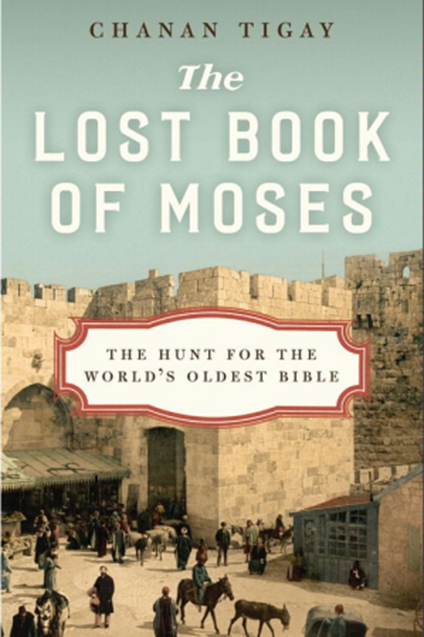 CHANAN TIGAY
The
LOST BOOK
OF MOSES
THE HUNT FOR THE
WORLD'S OLDEST BIBLE